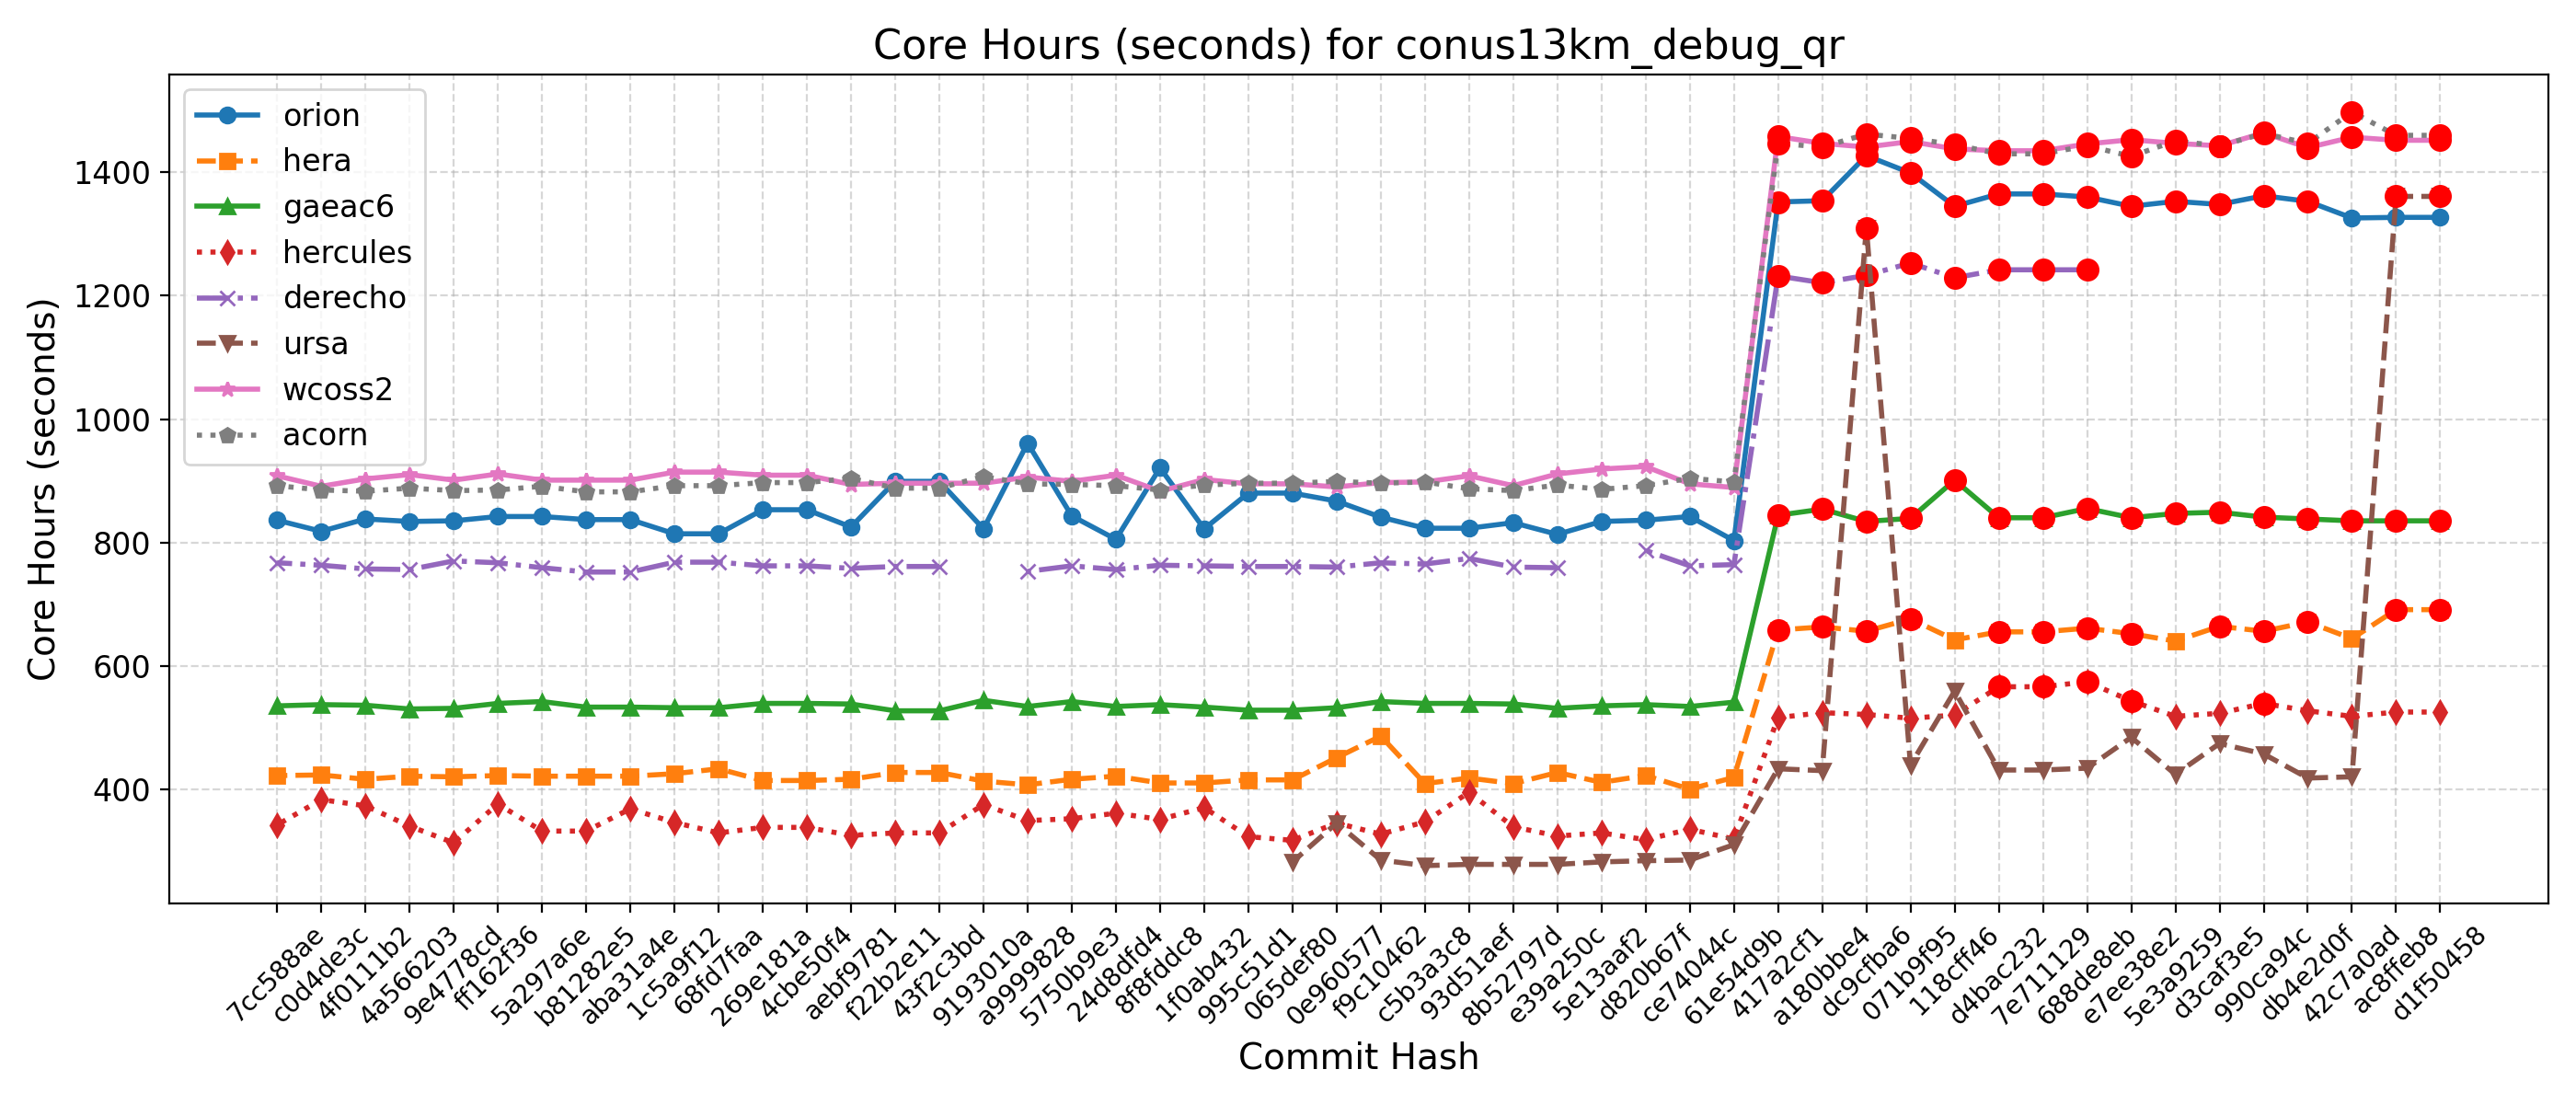 Core Hours (seconds) for conus13km_debug_qr
orion
hera
gaeac6
hercules
derecho
ursa
wcoss2
acorn
Core Hours (seconds)
1400
1200
1000
800
600
400
7cc588ae
c0d4de3c
4f0111b2
4a566203
9e4778cd
ff162f36
5a297a6e
b81282e5
aba31a4e
1c5a9f12
68fd7faa
269e181a
4cbe50f4
aebf9781
f22b2e11
43f2c3bd
9193010a
a9999828
5750b9e3
24d8dfd4
8f8fddc8
1f0ab432
995c51d1
065def80
0e960577
f9c10462
c5b3a3c8
93d51aef
8b52797d
e39a250c
5e13aaf2
d820b67f
ce74044c
61e54d9b
417a2cf1
a180bbe4
dc9cfba6
071b9f95
118cff46
d4bac232
7e711129
688de8eb
e7ee38e2
5e3a9259
d3caf3e5
990ca94c
db4e2d0f
42c7a0ad
ac8ffeb8
d1f50458
Commit Hash